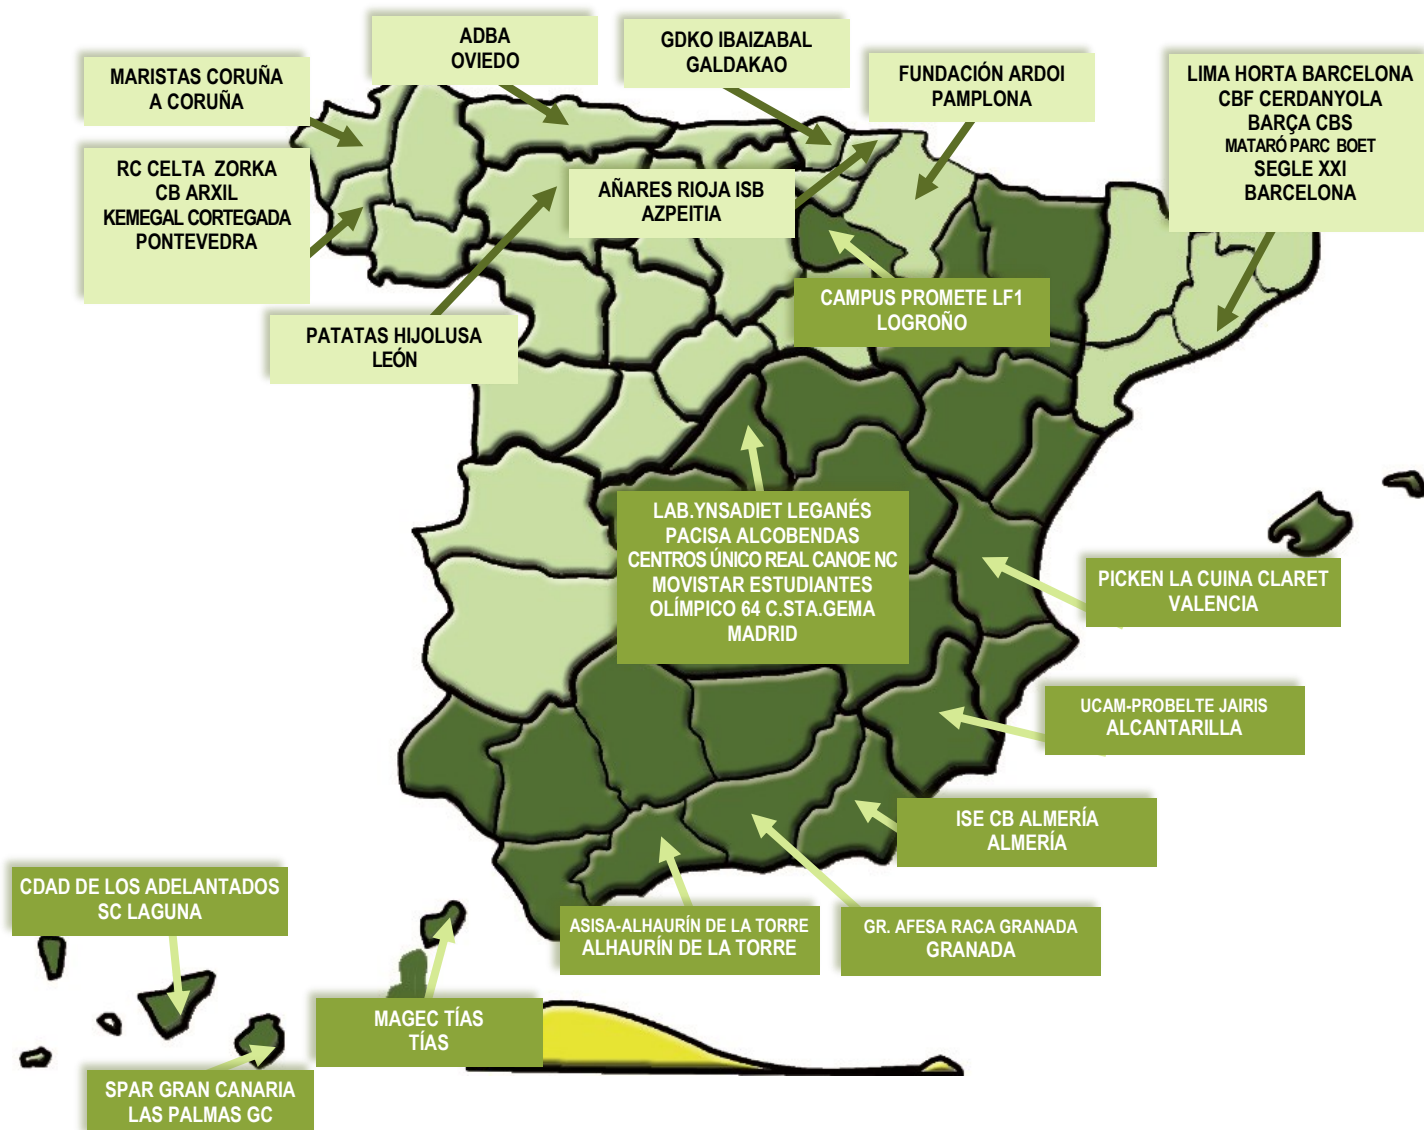 ADBA
OVIEDO
GDKO IBAIZABAL
GALDAKAO
MARISTAS CORUÑA
A CORUÑA
FUNDACIÓN ARDOI
PAMPLONA
LIMA HORTA BARCELONA
CBF CERDANYOLA
BARÇA CBS
MATARÓ PARC BOET
SEGLE XXI
BARCELONA
RC CELTA ZORKA
CB ARXIL
KEMEGAL CORTEGADA
PONTEVEDRA
AÑARES RIOJA ISB
AZPEITIA
CAMPUS PROMETE LF1
LOGROÑO
PATATAS HIJOLUSA
LEÓN
LAB.YNSADIET LEGANÉS
PACISA ALCOBENDAS
CENTROS ÚNICO REAL CANOE NC
MOVISTAR ESTUDIANTES
OLÍMPICO 64 C.STA.GEMA
MADRID
PICKEN LA CUINA CLARET
VALENCIA
UCAM-PROBELTE JAIRIS
ALCANTARILLA
ISE CB ALMERÍA
ALMERÍA
CDAD DE LOS ADELANTADOS
SC LAGUNA
ASISA-ALHAURÍN DE LA TORRE
ALHAURÍN DE LA TORRE
GR. AFESA RACA GRANADA
GRANADA
MAGEC TÍAS
TÍAS
SPAR GRAN CANARIA
LAS PALMAS GC